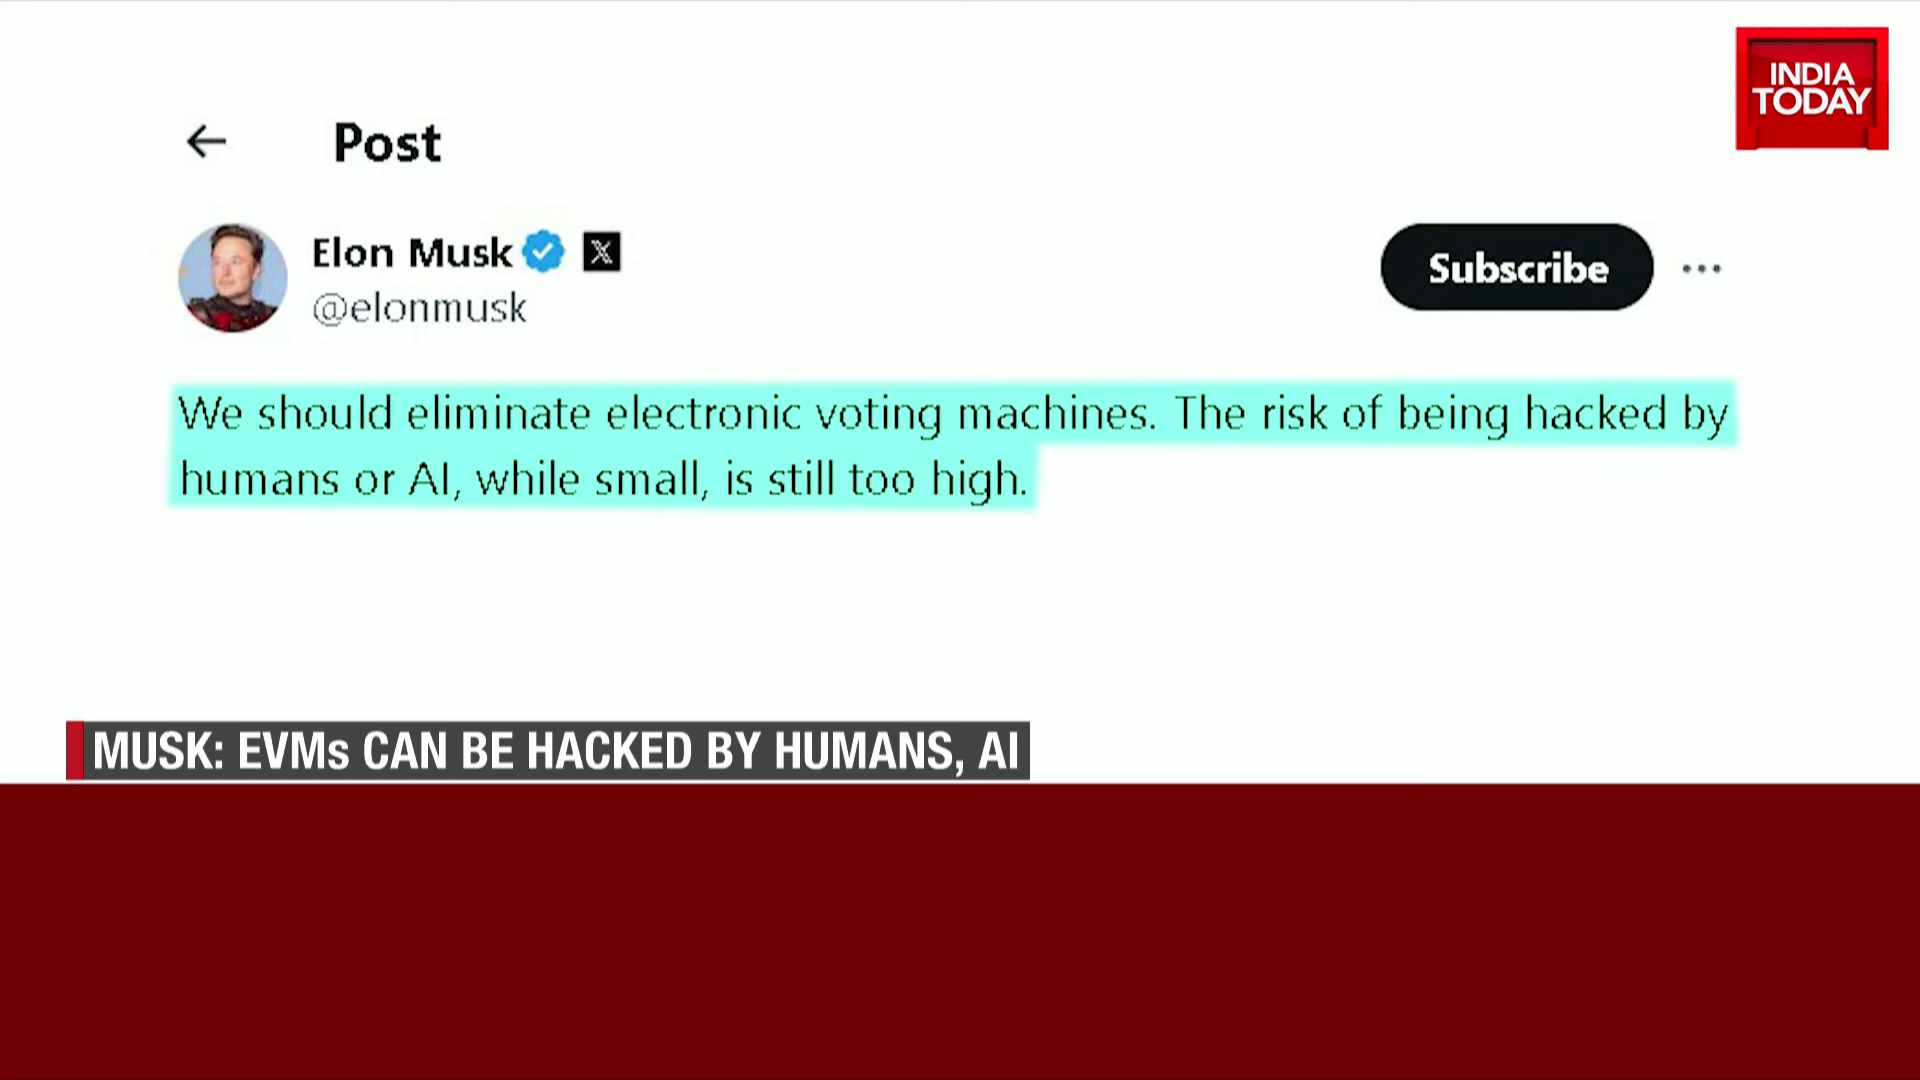 INDIA
TODAY
Post
Elon Musk
@elonmusk
Subscribe
We should eliminate electronic voting machines. The risk of being hacked by
humans or AI, while small, is still too high.
MUSK: EVMs CAN BE HACKED BY HUMANS, AI